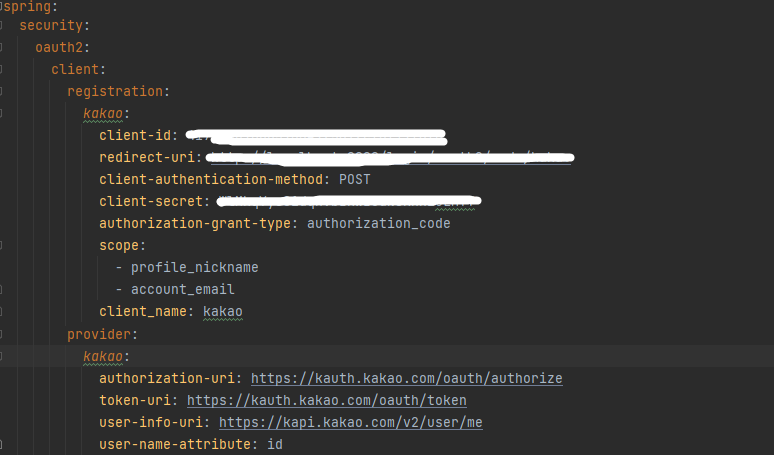 spring:
security:
oauth2:
client:
registration:
kakao:
client-id:
redirect-uri:
client-authentication-method: POST
client-secret:
authorization-grant-type: authorization_code
scope:
- profile_nickname
- account_email
client_name: kakao
provider:
kakao:
authorization-uri: https://kauth.kakao.com/oauth/authorize
token-uri: https://kauth.kakao.com/oauth/token
user-info-uri: https://kapi.kakao.com/v2/user/me
user-name-attribute: id